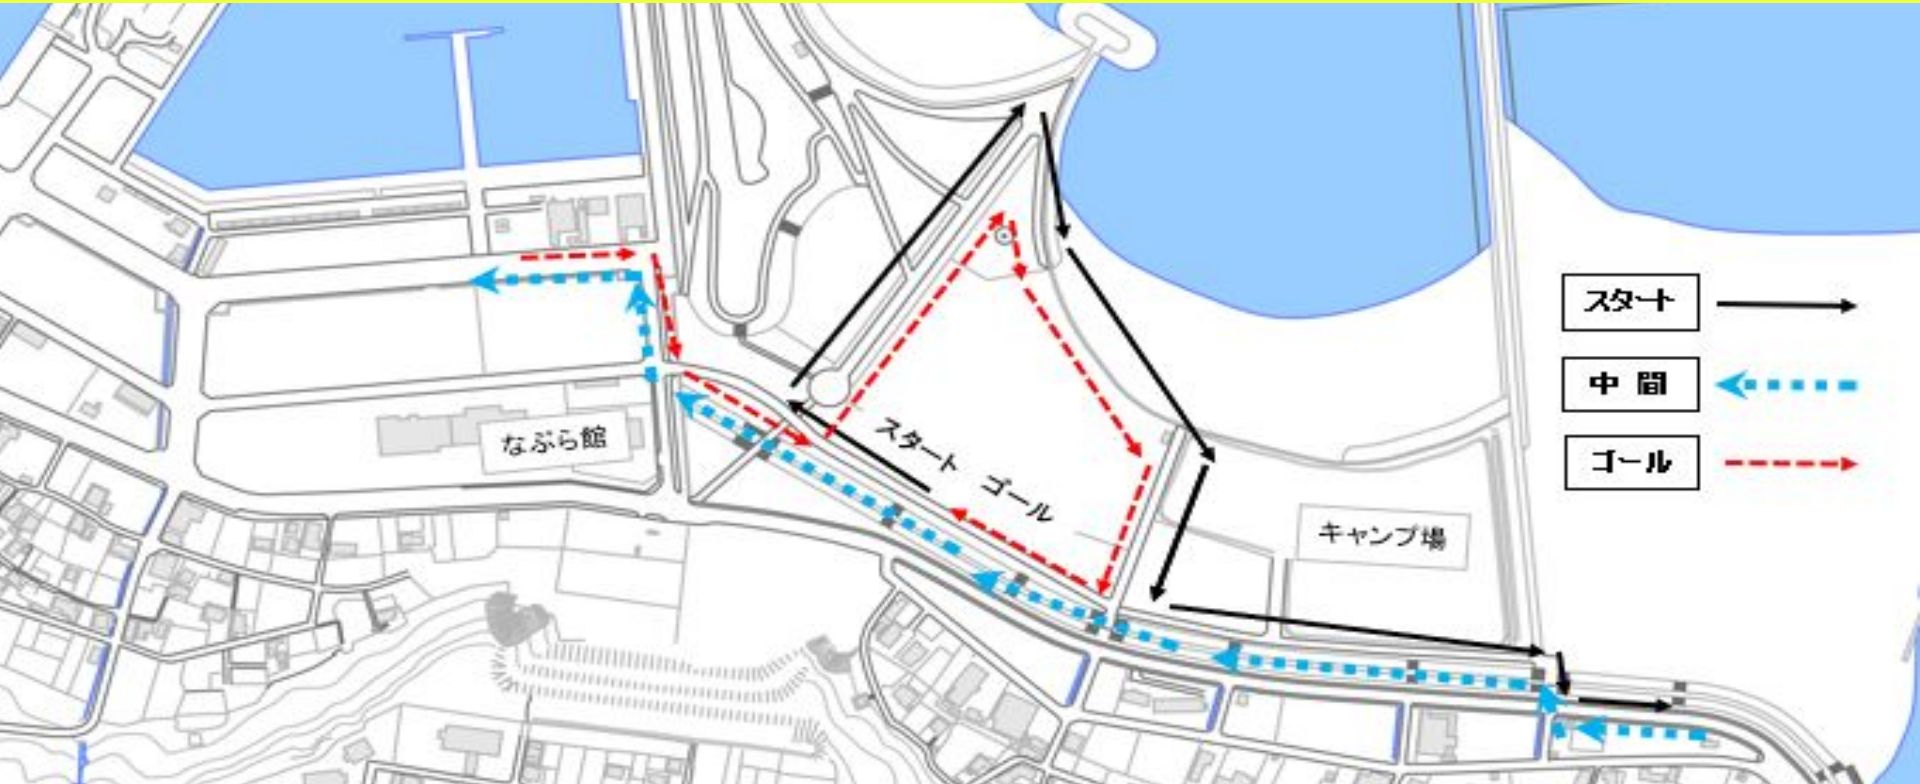 スタート
中 間
ゴール
なぶら館
スタート ゴール
キャンプ場